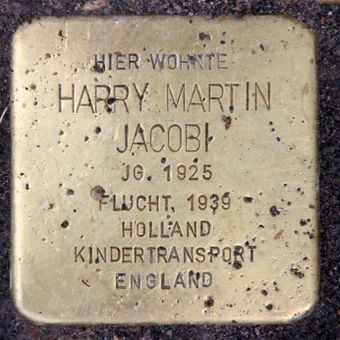 HIER WOHNTE
HARRY MARTIN
JACOBI
JG. 1925
FLUCHT 1939
HOLLAND
KINDERTRANSPORT
ENGLAND